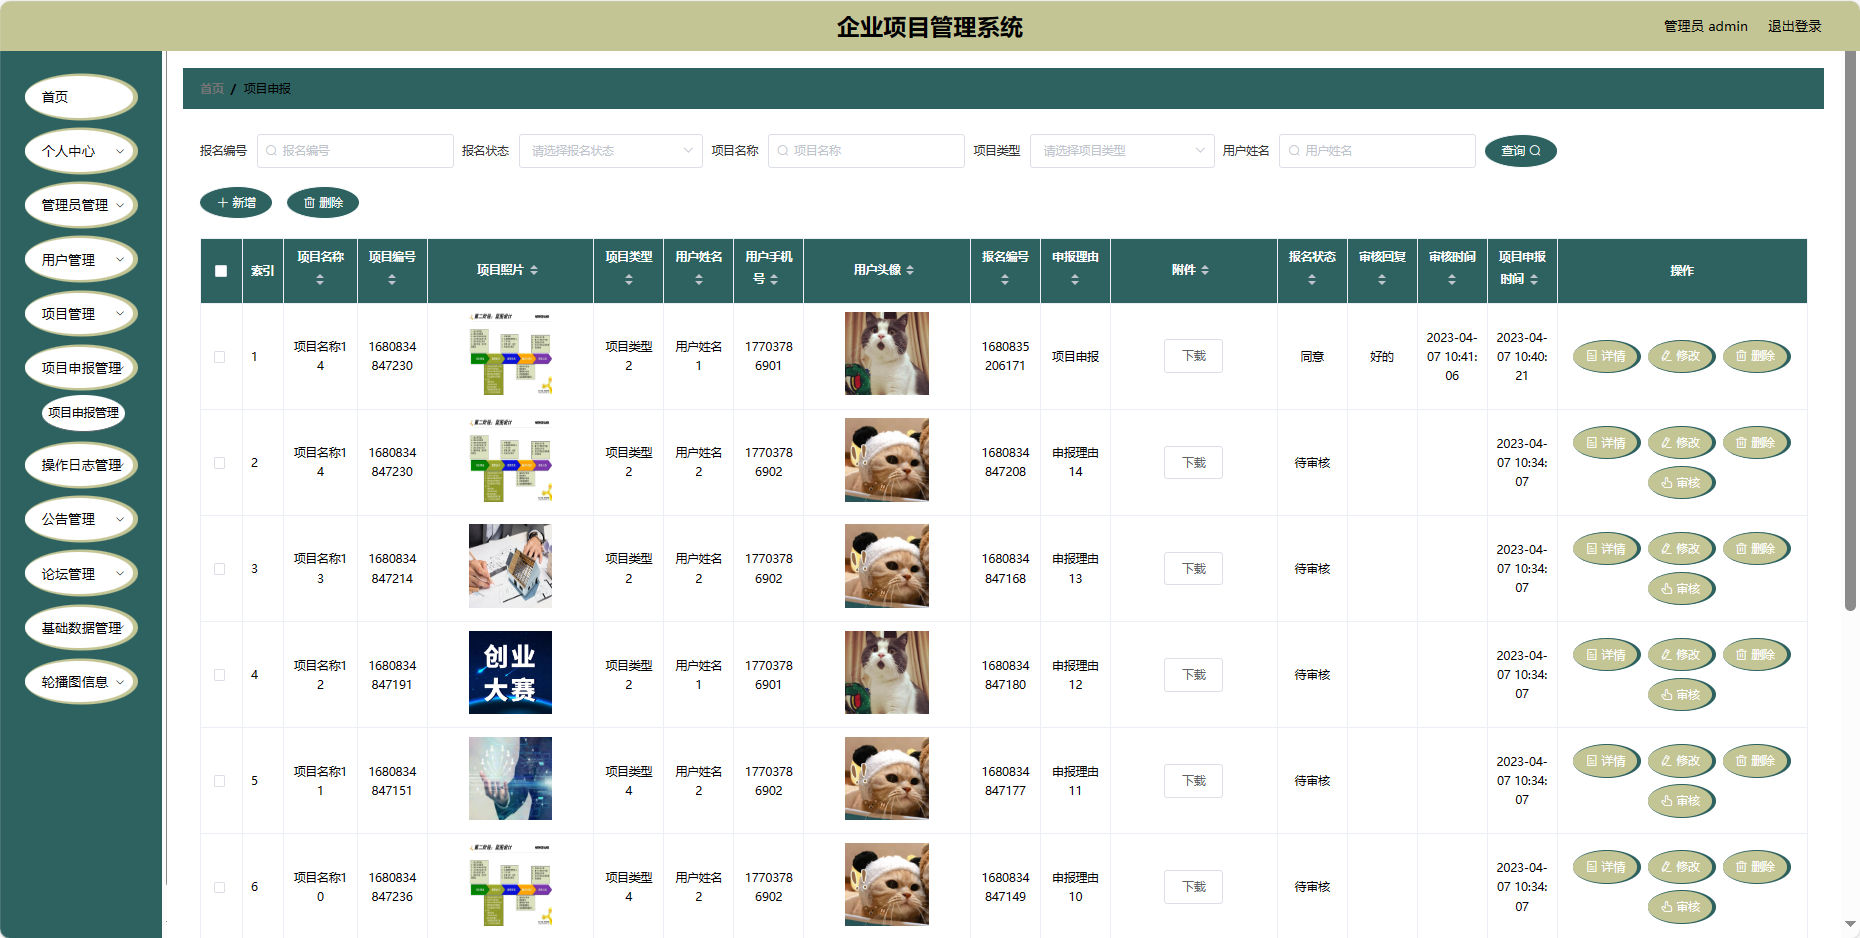 企业项目管理系统
管理员 admin 退出登录
首页
个人中心
管理员管理
用户管理
项目管理
项目申报管理
项目申报管理
操作日志管理
公告管理
论坛管理
基础数据管理
轮播图信息
首页 / 项目申报
报名编号 报名编号 报名状态 请选择报名状态 项目名称 项目名称 项目类型 请选择项目类型 用户姓名 用户姓名 查询
新增 删除
索引 项目名称 项目编号 项目照片 项目类型 用户姓名 用户手机号 用户头像 报名编号 申报理由 附件 报名状态 审核回复 审核时间 项目申报时间 操作
1 项目名称14 1680834847230 第二阶段：蓝图设计 项目类型2 用户姓名1 17703786901 1680835206171 项目申报 下载 同意 好的 2023-04-07 10:41:06 2023-04-07 10:40:21 详情 修改 删除
2 项目名称14 1680834847230 第二阶段：蓝图设计 项目类型2 用户姓名2 17703786902 1680834847208 申报理由14 下载 待审核 2023-04-07 10:34:07 详情 修改 删除 审核
3 项目名称13 1680834847214 项目类型2 用户姓名2 17703786902 1680834847168 申报理由13 下载 待审核 2023-04-07 10:34:07 详情 修改 删除 审核
4 项目名称12 1680834847191 创业大赛 项目类型2 用户姓名1 17703786901 1680834847180 申报理由12 下载 待审核 2023-04-07 10:34:07 详情 修改 删除 审核
5 项目名称11 1680834847151 项目类型4 用户姓名2 17703786902 1680834847177 申报理由11 下载 待审核 2023-04-07 10:34:07 详情 修改 删除 审核
6 项目名称10 1680834847236 第二阶段：蓝图设计 项目类型4 用户姓名2 17703786902 1680834847149 申报理由10 下载 待审核 2023-04-07 10:34:07 详情 修改 删除 审核